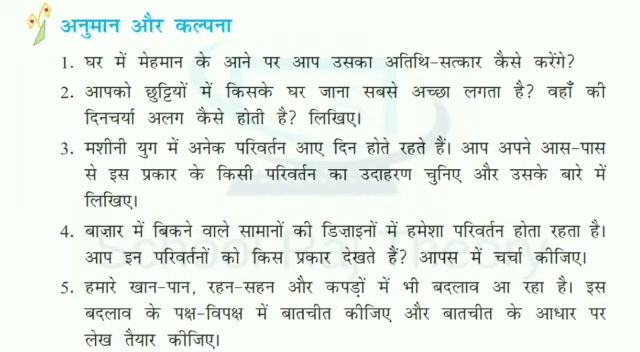 अनुमान और कल्पना
1. घर में मेहमान के आने पर आप उसका अतिथि-सत्कार कैसे करेंगे?
2. आपको छुट्टियों में किसके घर जाना सबसे अच्छा लगता है? वहाँ की
दिनचर्या अलग कैसे होती है? लिखिए।
3. मशीनी युग में अनेक परिवर्तन आए दिन होते रहते हैं। आप अपने आस-पास
से इस प्रकार के किसी परिवर्तन का उदाहरण चुनिए और उसके बारे में
लिखिए।
4. बाज़ार में बिकने वाले सामानों की डिज़ाइनों में हमेशा परिवर्तन होता रहता है।
आप इन परिवर्तनों को किस प्रकार देखते हैं? आपस में चर्चा कीजिए।
5. हमारे खान-पान, रहन-सहन और कपड़ों में भी बदलाव आ रहा है। इस
बदलाव के पक्ष-विपक्ष में बातचीत कीजिए और बातचीत के आधार पर
लेख तैयार कीजिए।